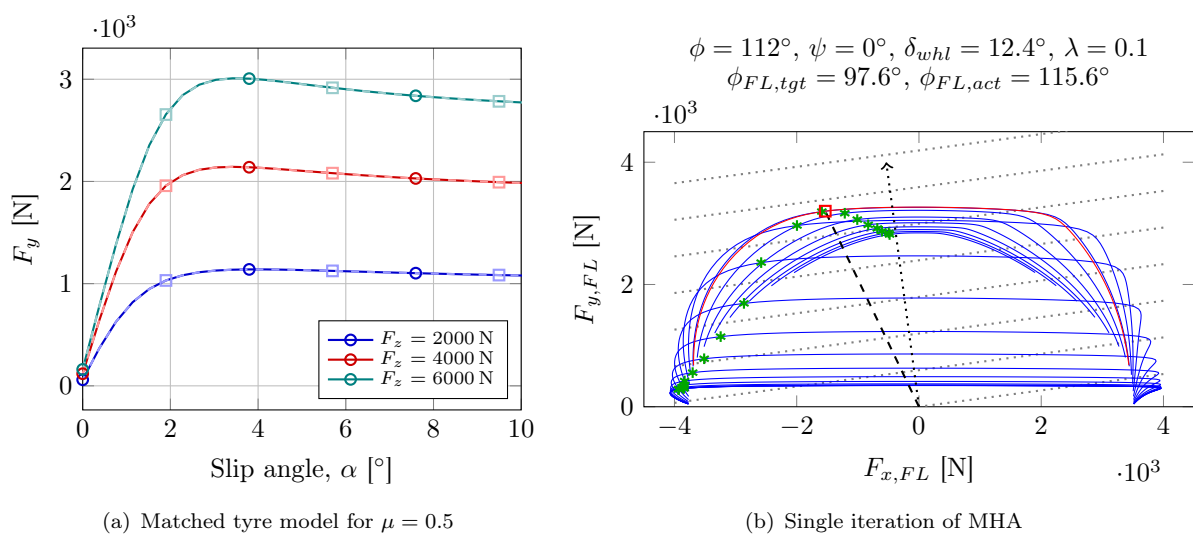 ·10³
3
2
1
0
F_y [N]
0
2
4
6
8
10
Slip angle, α [°]
F_z = 2000 N
F_z = 4000 N
F_z = 6000 N
(a) Matched tyre model for μ = 0.5
ϕ = 112°, ψ = 0°, δ_whl = 12.4°, λ = 0.1
ϕ_FL,tgt = 97.6°, ϕ_FL,act = 115.6°
·10³
4
2
0
F_y,FL [N]
−4
−2
0
2
4
F_x,FL [N]
·10³
(b) Single iteration of MHA